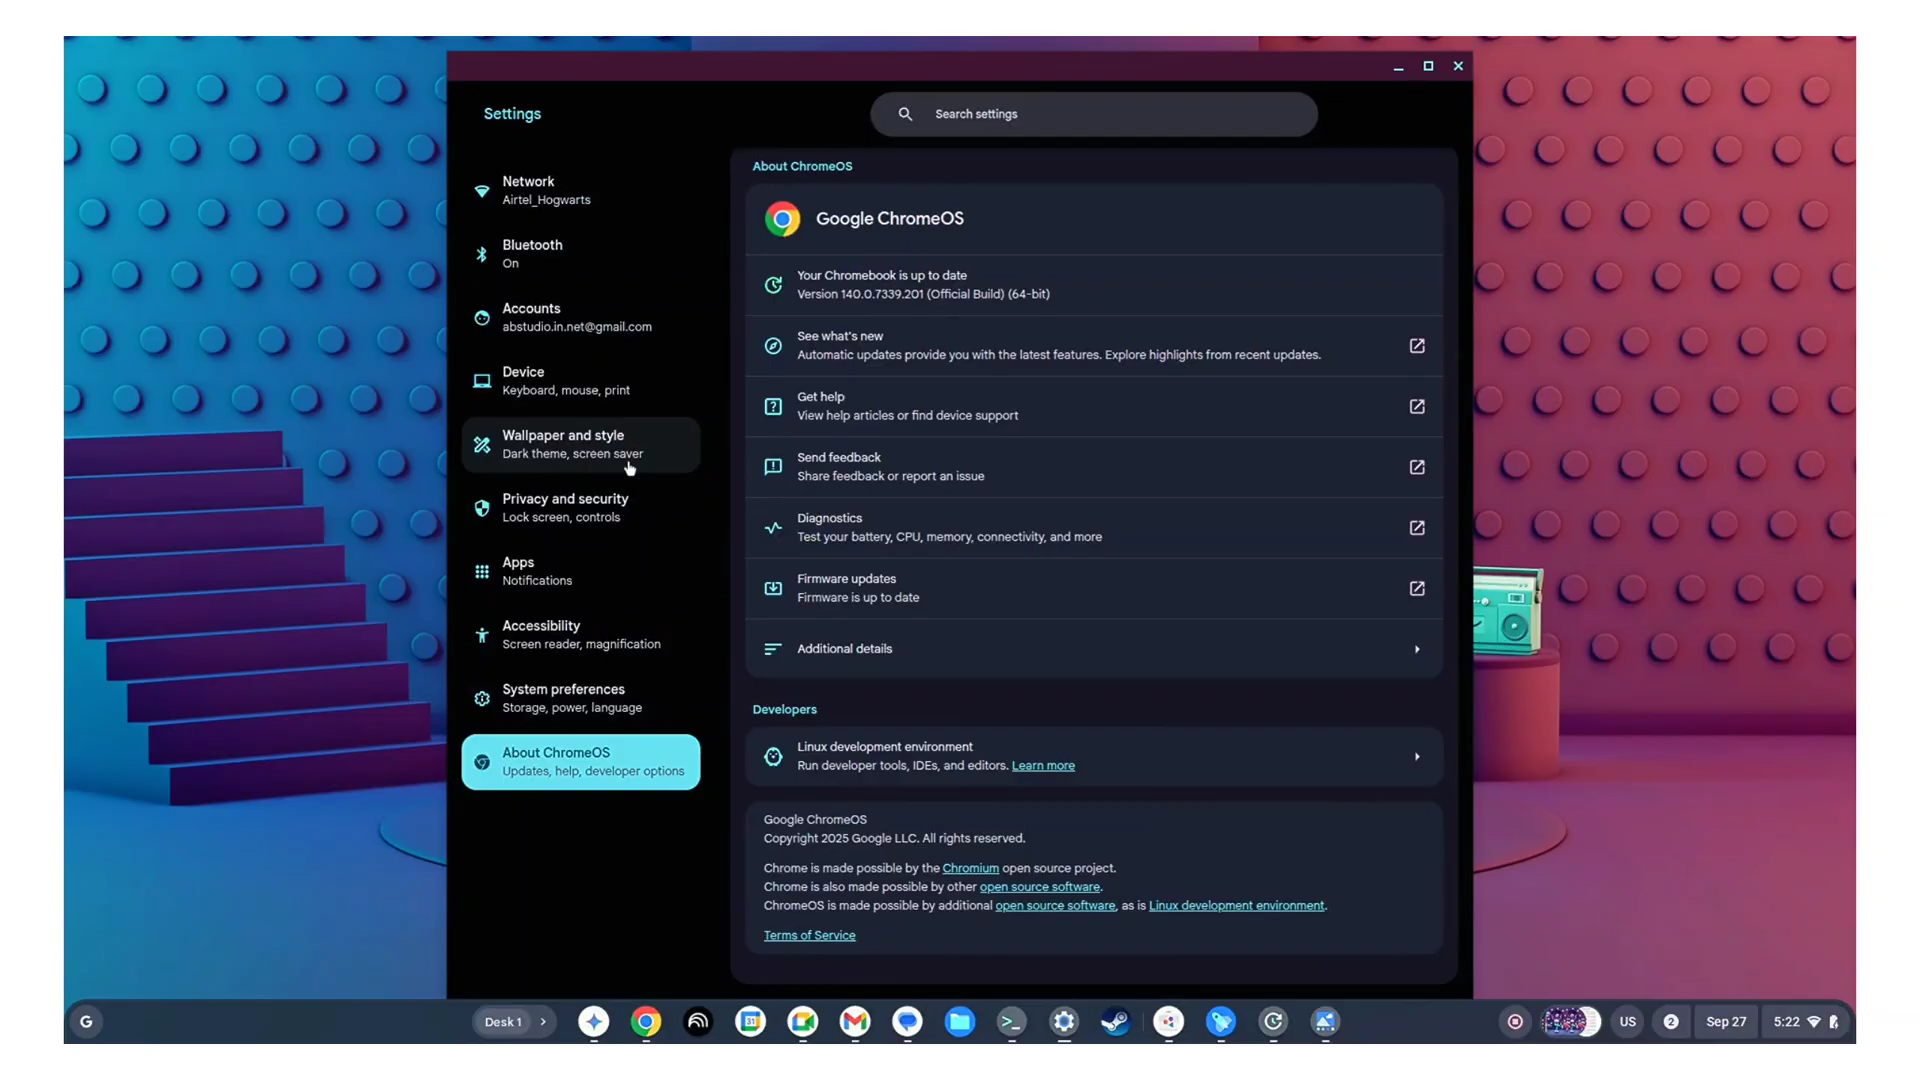 Settings
Search settings
Network
Airtel_Hogwarts
Bluetooth
On
Accounts
abstudio.in.net@gmail.com
Device
Keyboard, mouse, print
Wallpaper and style
Dark theme, screen saver
Privacy and security
Lock screen, controls
Apps
Notifications
Accessibility
Screen reader, magnification
System preferences
Storage, power, language
About ChromeOS
Updates, help, developer options
About ChromeOS
Google ChromeOS
Your Chromebook is up to date
Version 140.0.7339.201 (Official Build) (64-bit)
See what's new
Automatic updates provide you with the latest features. Explore highlights from recent updates.
Get help
View help articles or find device support
Send feedback
Share feedback or report an issue
Diagnostics
Test your battery, CPU, memory, connectivity, and more
Firmware updates
Firmware is up to date
Additional details
Developers
Linux development environment
Run developer tools, IDEs, and editors. Learn more
Google ChromeOS
Copyright 2025 Google LLC. All rights reserved.
Chrome is made possible by the Chromium open source project.
Chrome is also made possible by other open source software.
ChromeOS is made possible by additional open source software, as is Linux development environment.
Terms of Service
G
Desk 1
31
US
2
Sep 27
5:22